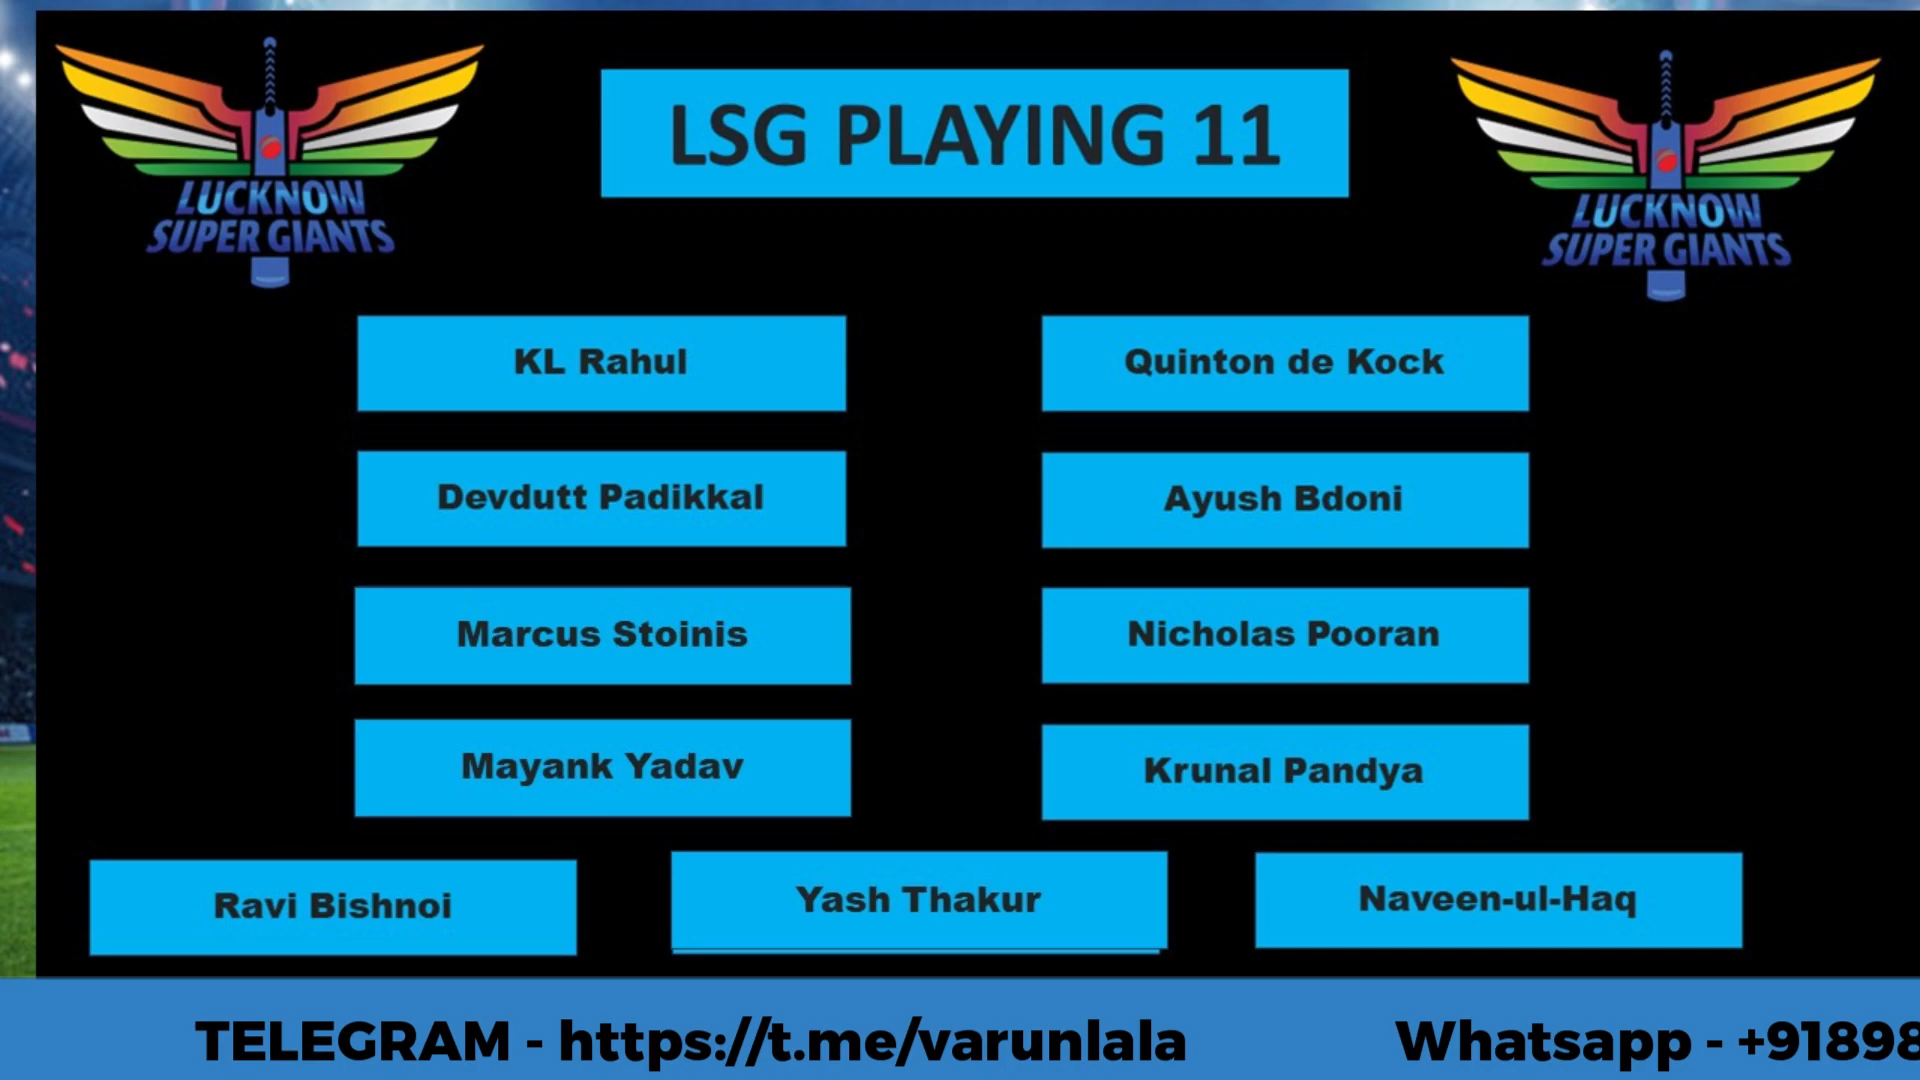 LUCKNOW
SUPER GIANTS
LSG PLAYING 11
LUCKNOW
SUPER GIANTS
KL Rahul
Quinton de Kock
Devdutt Padikkal
Ayush Bdoni
Marcus Stoinis
Nicholas Pooran
Mayank Yadav
Krunal Pandya
Ravi Bishnoi
Yash Thakur
Naveen-ul-Haq
TELEGRAM - https://t.me/varunlala
Whatsapp - +91898